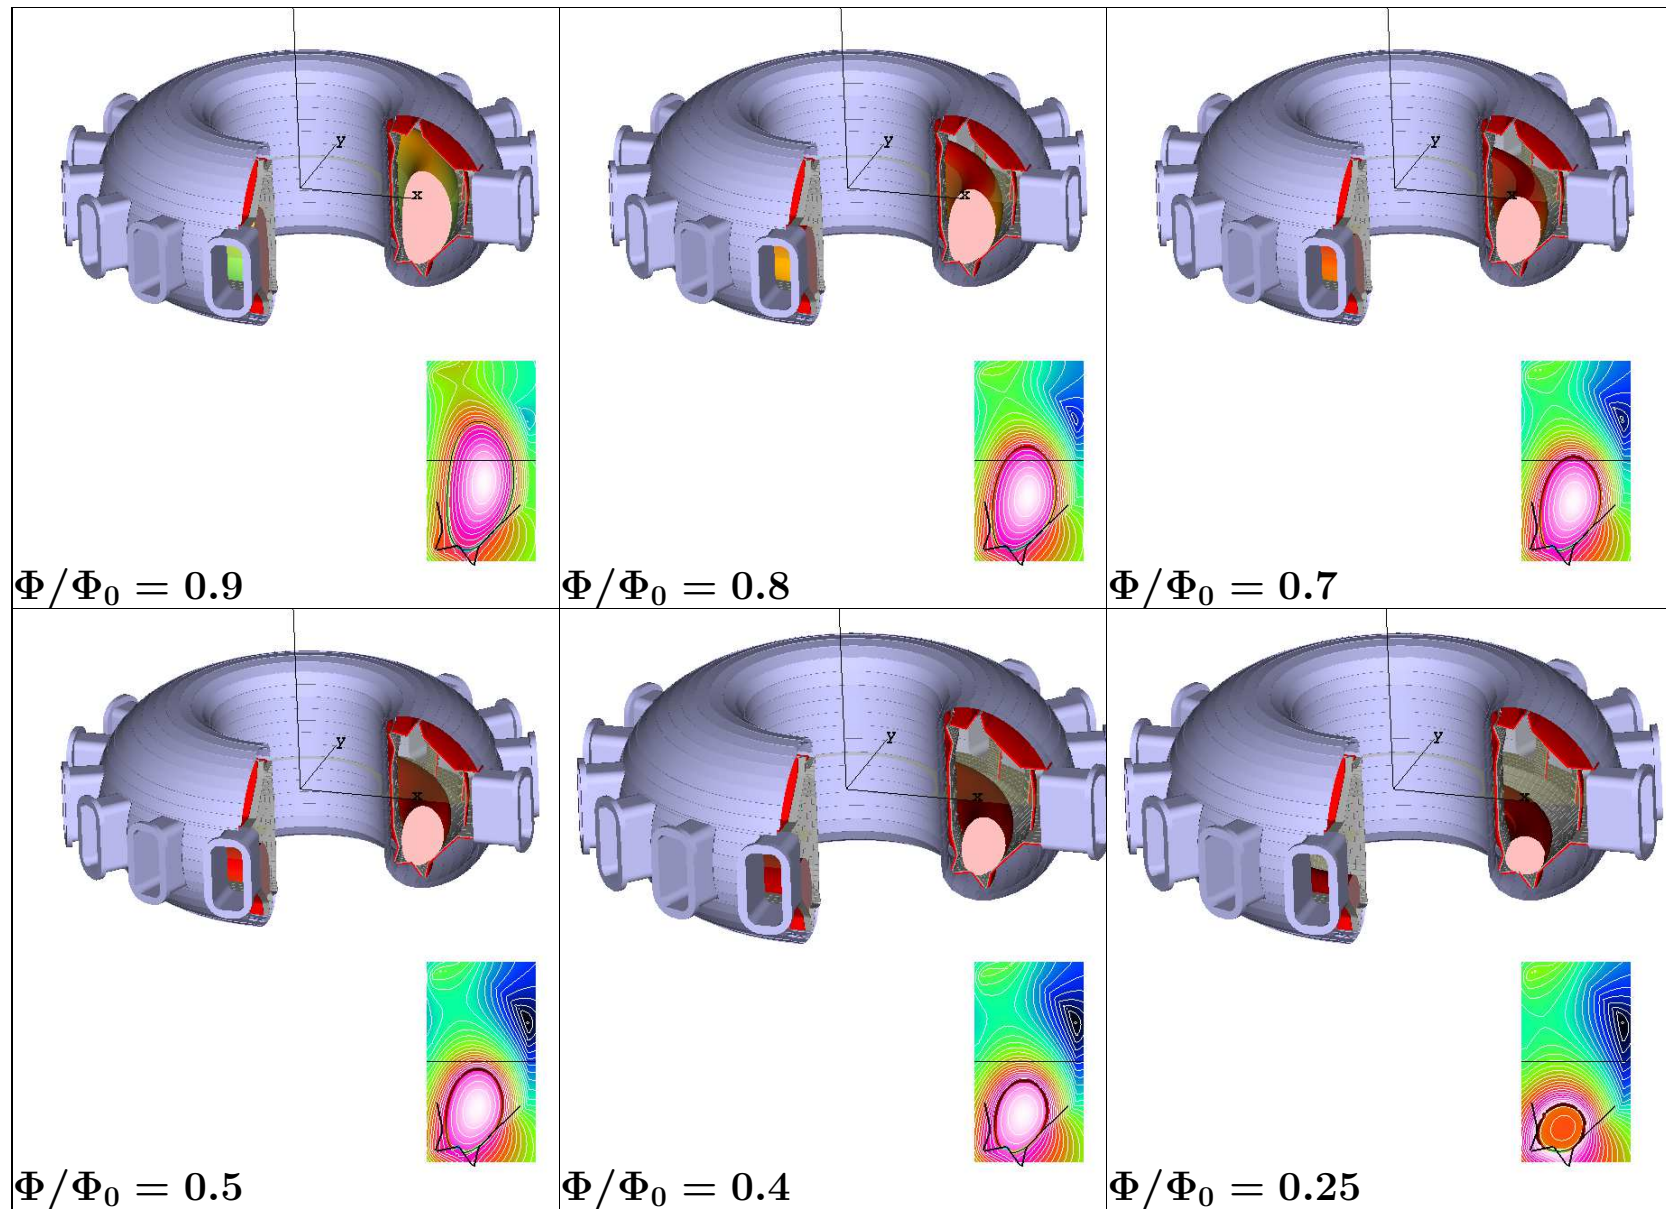 y
x
Φ/Φ₀ = 0.9
y
x
Φ/Φ₀ = 0.8
y
x
Φ/Φ₀ = 0.7
y
x
Φ/Φ₀ = 0.5
y
x
Φ/Φ₀ = 0.4
y
x
Φ/Φ₀ = 0.25